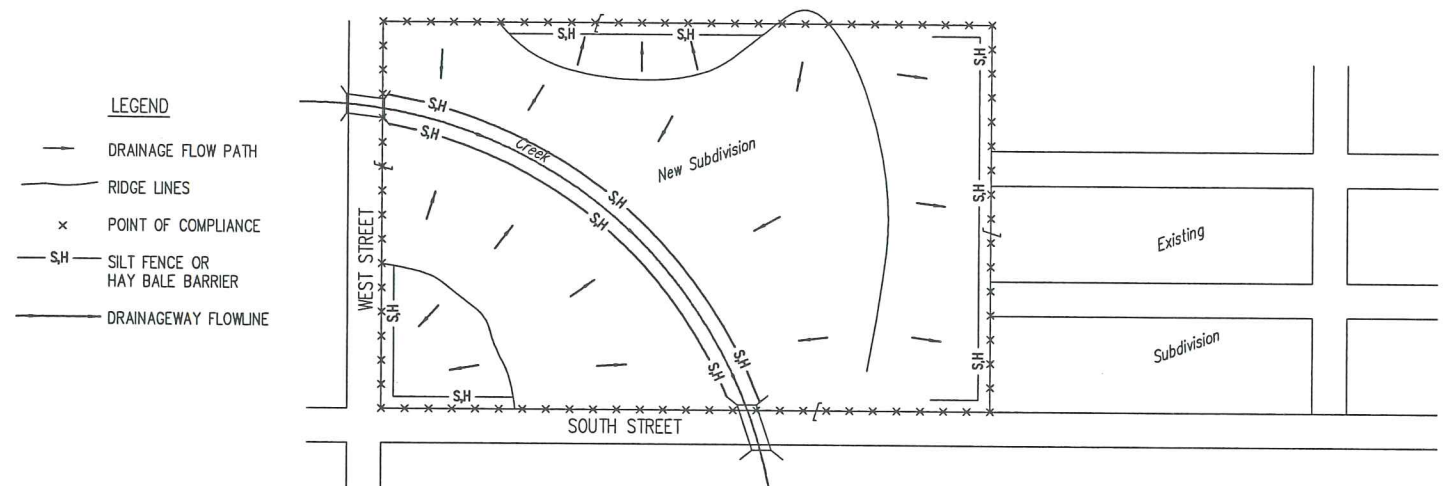 LEGEND
DRAINAGE FLOW PATH
RIDGE LINES
POINT OF COMPLIANCE
S,H
SILT FENCE OR
HAY BALE BARRIER
DRAINAGEWAY FLOWLINE
S,H
S,H
S,H
S,H
S,H
Creek
New Subdivision
S,H
S,H
S,H
WEST STREET
Existing
S,H
Subdivision
S,H
S,H
S,H
S,H
SOUTH STREET